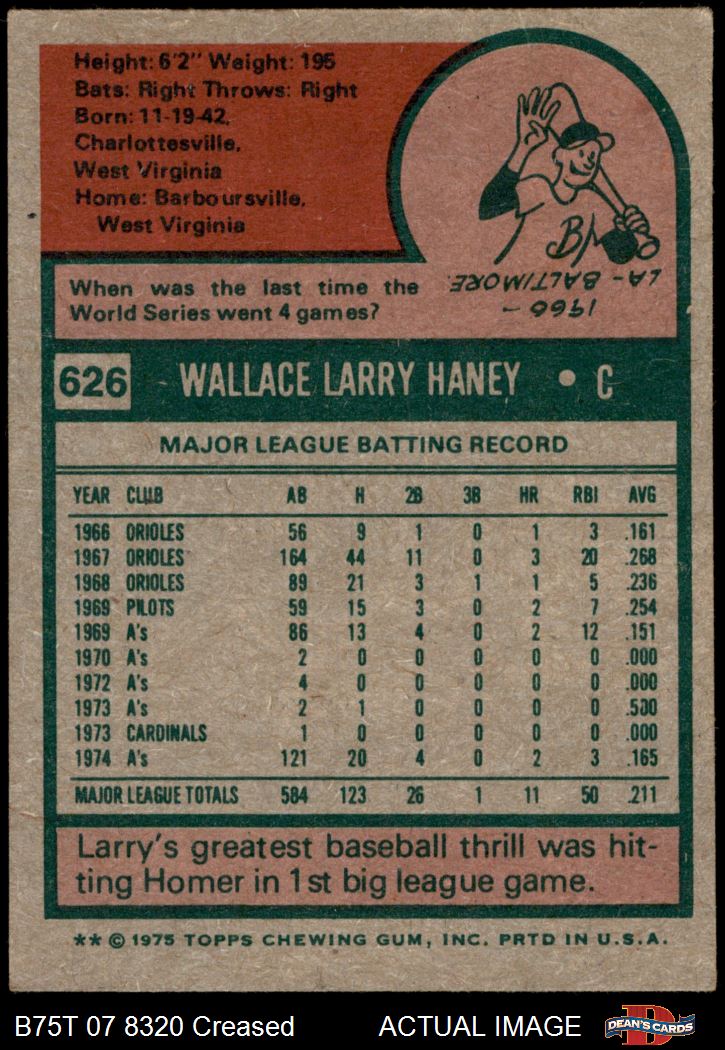 Height: 6'2" Weight: 195
Bats: Right Throws: Right
Born: 11-19-42,
Charlottesville,
West Virginia
Home: Barboursville,
West Virginia
When was the last time the
World Series went 4 games?
1966 -
LA - BALTIMORE.
B
626 WALLACE LARRY HANEY • C
MAJOR LEAGUE BATTING RECORD
YEAR CLUB AB H 2B 3B HR RBI AVG
1966 ORIOLES 56 9 1 0 1 3 .161
1967 ORIOLES 164 44 11 0 3 20 .268
1968 ORIOLES 89 21 3 1 1 5 .236
1969 PILOTS 59 15 3 0 2 7 .254
1969 A's 86 13 4 0 2 12 .151
1970 A's 2 0 0 0 0 0 .000
1972 A's 4 0 0 0 0 0 .000
1973 A's 2 1 0 0 0 0 .500
1973 CARDINALS 1 0 0 0 0 0 .000
1974 A's 121 20 4 0 2 3 .165
MAJOR LEAGUE TOTALS 584 123 26 1 11 50 .211
Larry's greatest baseball thrill was hit-
ting Homer in 1st big league game.
** © 1975 TOPPS CHEWING GUM, INC. PRTD IN U.S.A.
B75T 07 8320 Creased ACTUAL IMAGE
D
DEAN'S CARDS